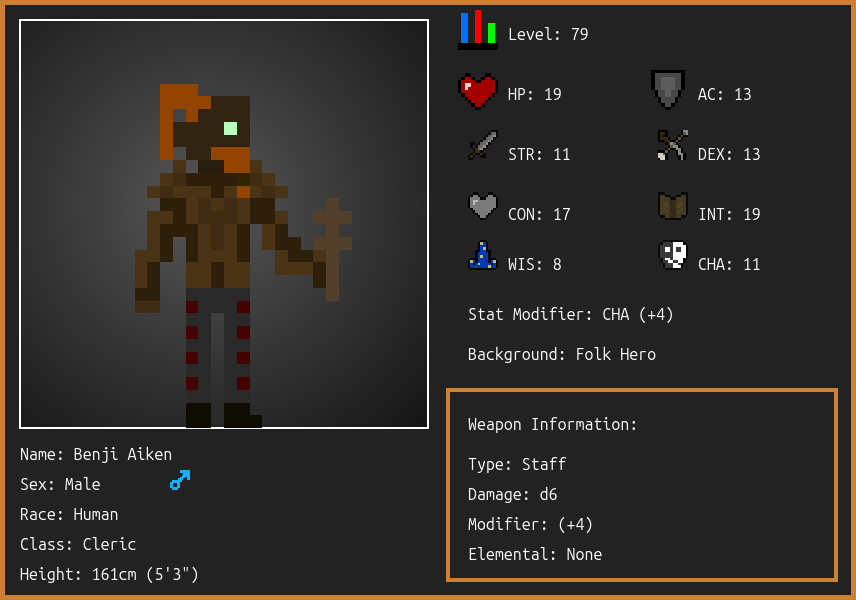 Level: 79
HP: 19
AC: 13
STR: 11
DEX: 13
CON: 17
INT: 19
WIS: 8
CHA: 11
Stat Modifier: CHA (+4)
Background: Folk Hero
Weapon Information:
Type: Staff
Damage: d6
Modifier: (+4)
Elemental: None
Name: Benji Aiken
Sex: Male
Race: Human
Class: Cleric
Height: 161cm (5'3")